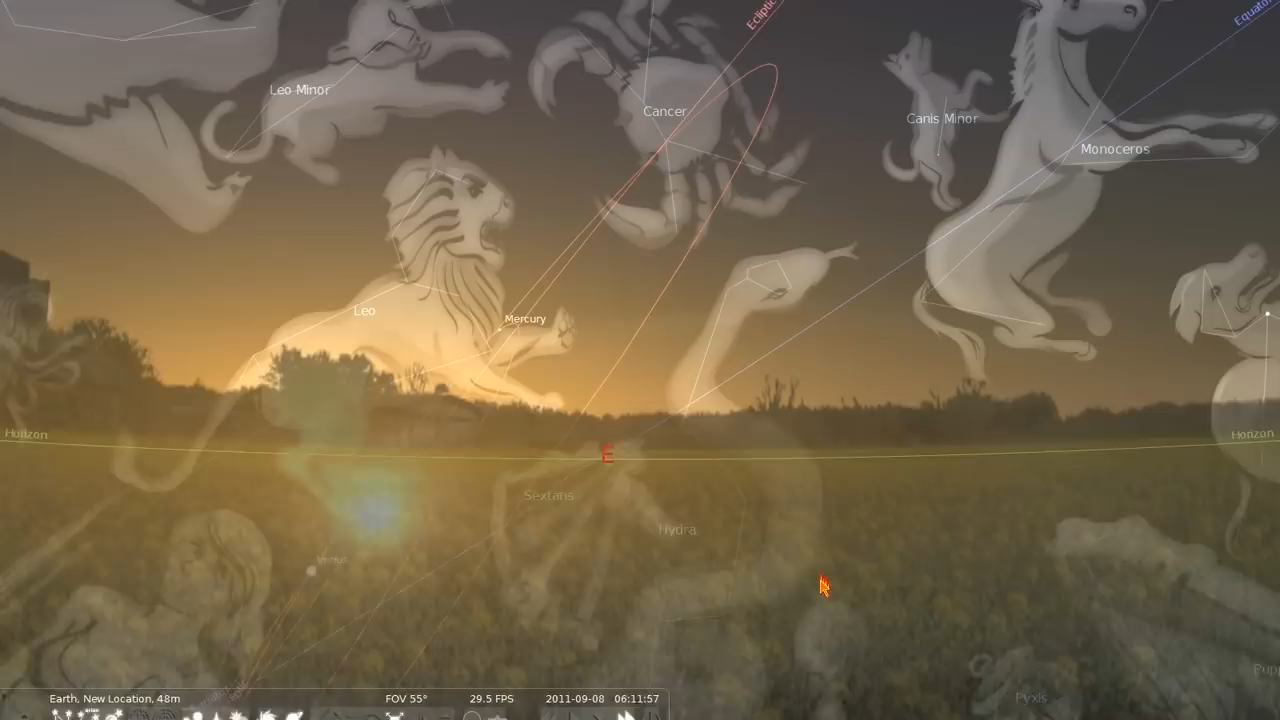 Ecliptic
Equator
Leo Minor
Cancer
Canis Minor
Monoceros
Leo
Mercury
Horizon
Horizon
E
Sextans
Hydra
Venus
Pyxis
Earth, New Location, 48m
FOV 55°
29.5 FPS
2011-09-08 06:11:57